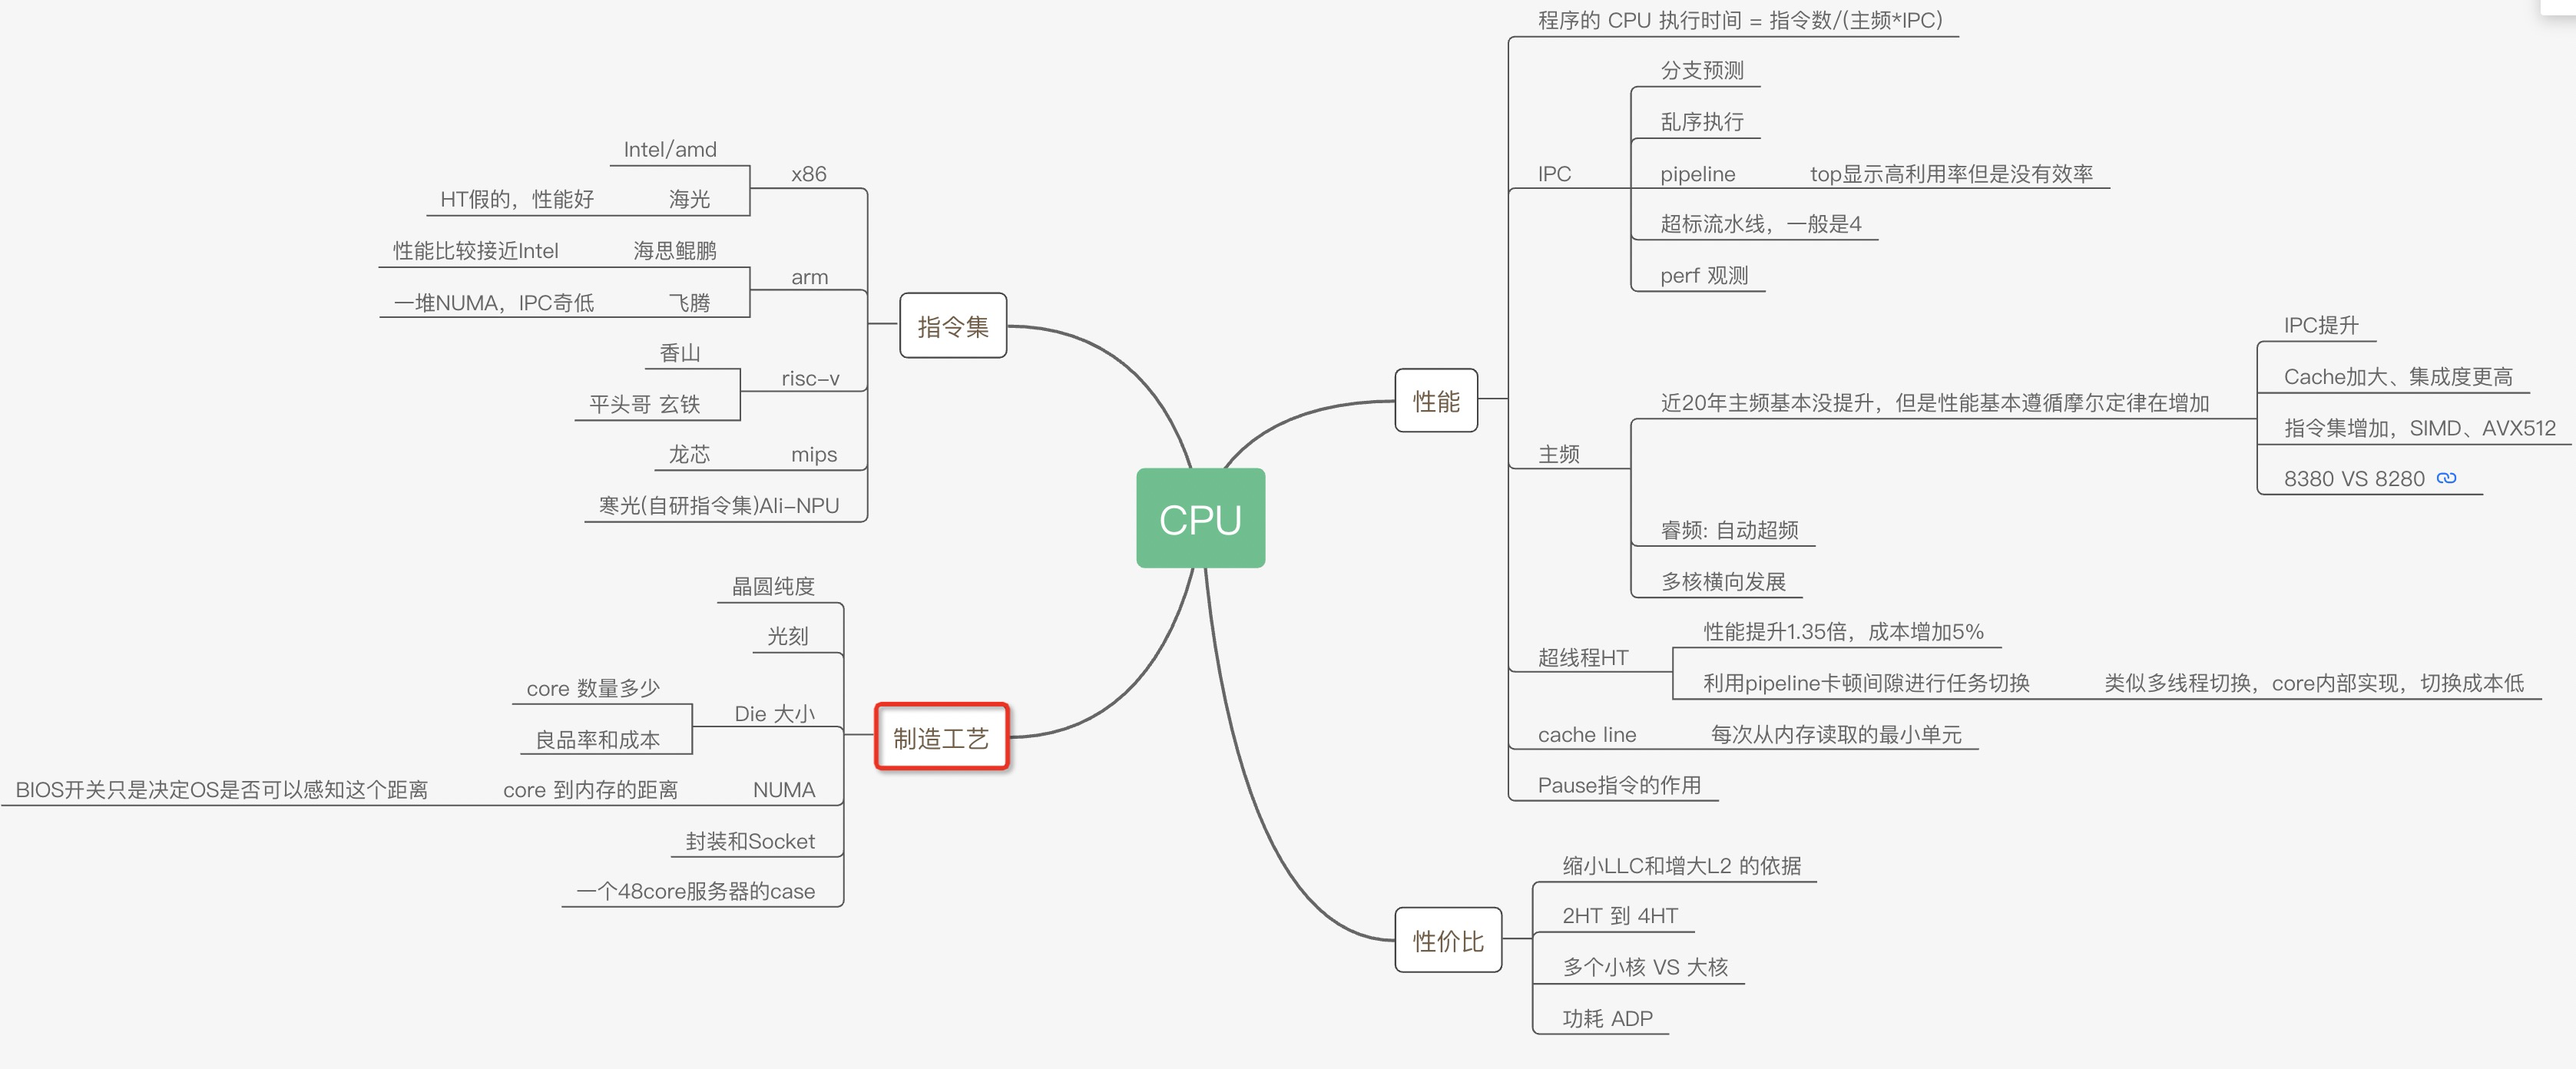 CPU
指令集
x86
Intel/amd
海光
HT假的，性能好
arm
海思鲲鹏
性能比较接近Intel
飞腾
一堆NUMA，IPC奇低
risc-v
香山
平头哥 玄铁
mips
龙芯
寒光(自研指令集)Ali-NPU
制造工艺
晶圆纯度
光刻
Die 大小
core 数量多少
良品率和成本
NUMA
core 到内存的距离
BIOS开关只是决定OS是否可以感知这个距离
封装和Socket
一个48core服务器的case
性能
程序的 CPU 执行时间 = 指令数/(主频*IPC)
IPC
分支预测
乱序执行
pipeline
top显示高利用率但是没有效率
超标流水线，一般是4
perf 观测
主频
近20年主频基本没提升，但是性能基本遵循摩尔定律在增加
IPC提升
Cache加大、集成度更高
指令集增加，SIMD、AVX512
8380 VS 8280
睿频: 自动超频
多核横向发展
超线程HT
性能提升1.35倍，成本增加5%
利用pipeline卡顿间隙进行任务切换
类似多线程切换，core内部实现，切换成本低
cache line
每次从内存读取的最小单元
Pause指令的作用
性价比
缩小LLC和增大L2 的依据
2HT 到 4HT
多个小核 VS 大核
功耗 ADP